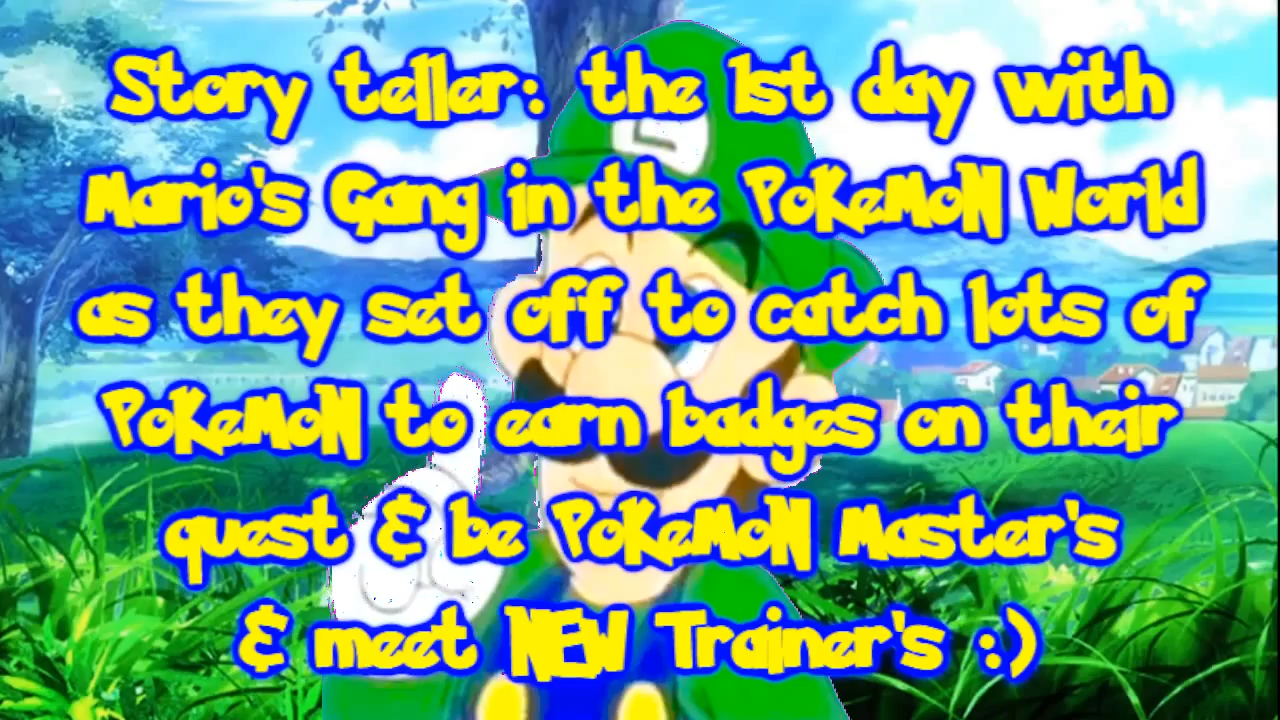 Story teller: the 1st day with
Mario's Gang in the PoKeMoN World
as they set off to catch lots of
PoKeMoN to earn badges on their
quest & be PoKeMoN Master's
& meet NEW Trainer's :)
L